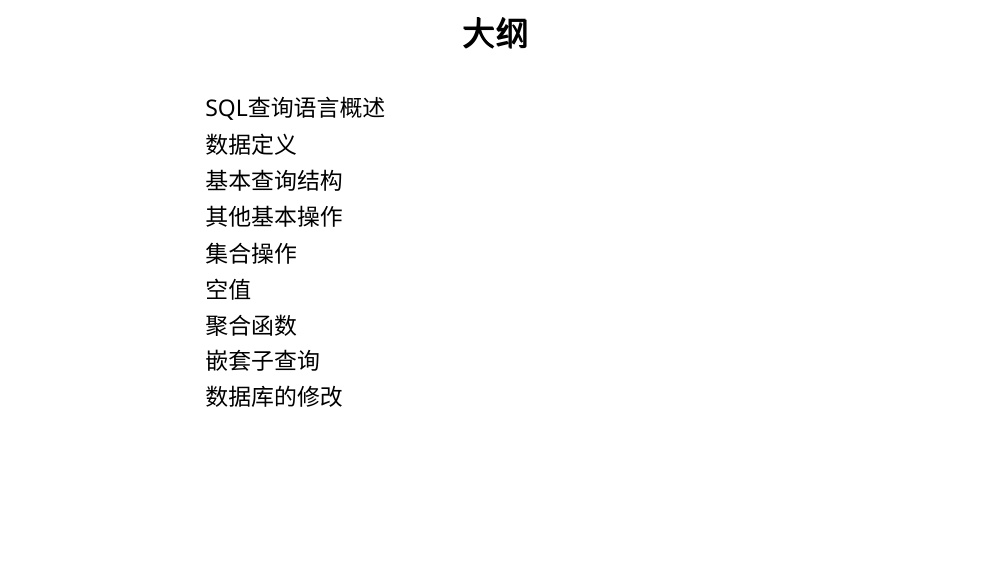 大纲
SQL查询语言概述
数据定义
基本查询结构
其他基本操作
集合操作
空值
聚合函数
嵌套子查询
数据库的修改